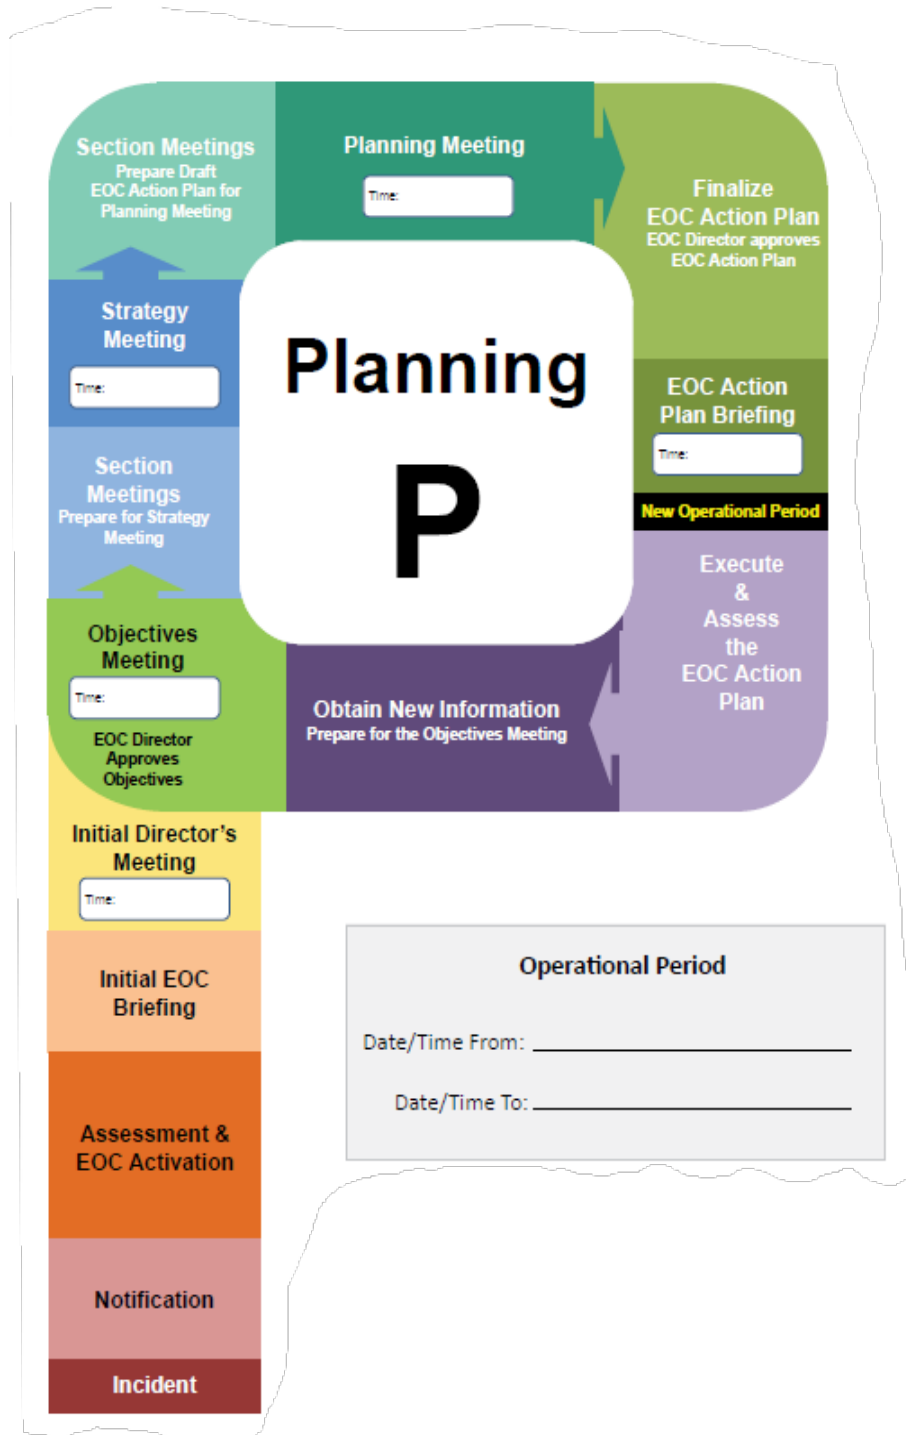 Section Meetings
Prepare Draft
EOC Action Plan for
Planning Meeting
Planning Meeting
Time:
Finalize
EOC Action Plan
EOC Director approves
EOC Action Plan
Strategy
Meeting
Time:
Planning
P
EOC Action
Plan Briefing
Time:
New Operational Period
Section
Meetings
Prepare for Strategy
Meeting
Execute
&
Assess
the
EOC Action
Plan
Objectives
Meeting
Time:
EOC Director
Approves
Objectives
Obtain New Information
Prepare for the Objectives Meeting
Initial Director's
Meeting
Time:
Initial EOC
Briefing
Operational Period
Date/Time From:
Date/Time To:
Assessment &
EOC Activation
Notification
Incident